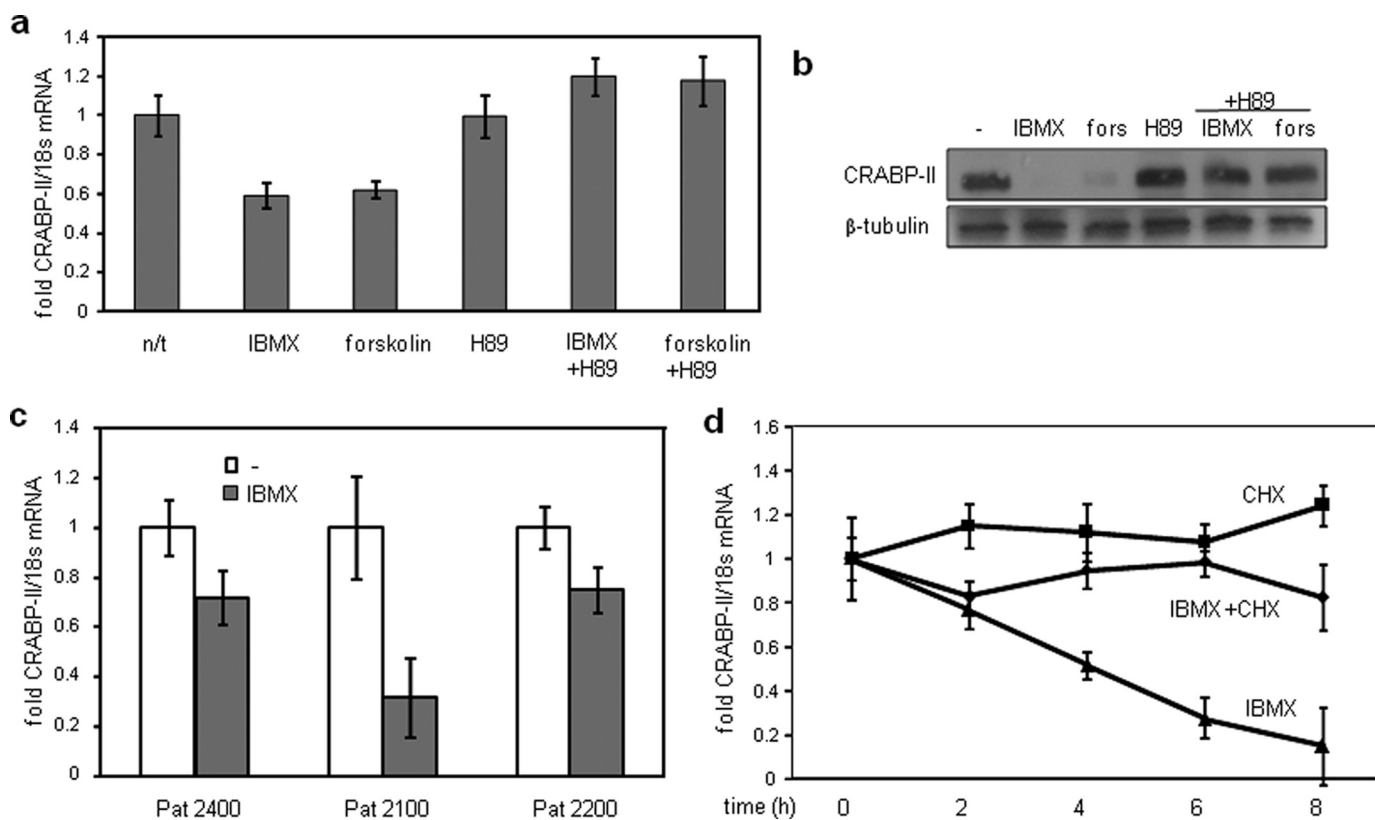 a
fold CRABP-II/18s mRNA
1.4
1.2
1
0.8
0.6
0.4
0.2
0
n/t
IBMX
forskolin
H89
IBMX
+H89
forskolin
+H89
b
+H89
- IBMX fors H89 IBMX fors
CRABP-II
β-tubulin
c
fold CRABP-II/18s mRNA
1.4
1.2
1
0.8
0.6
0.4
0.2
0
-
IBMX
Pat 2400
Pat 2100
Pat 2200
d
fold CRABP-II/18s mRNA
1.6
1.4
1.2
1
0.8
0.6
0.4
0.2
0
CHX
IBMX+CHX
IBMX
time (h) 0 2 4 6 8